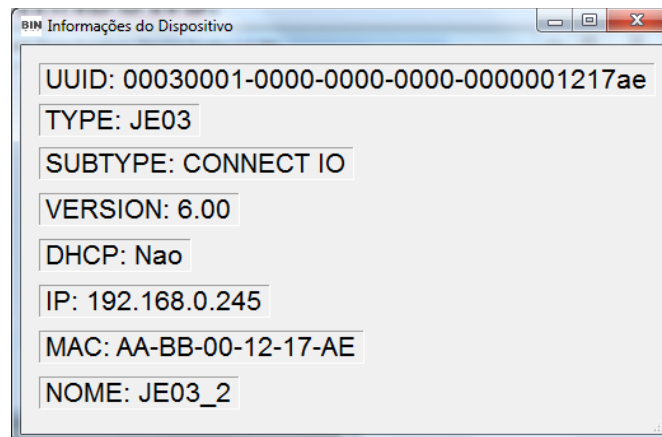 BIN Informações do Dispositivo
UUID: 00030001-0000-0000-0000-0000001217ae
TYPE: JE03
SUBTYPE: CONNECT IO
VERSION: 6.00
DHCP: Nao
IP: 192.168.0.245
MAC: AA-BB-00-12-17-AE
NOME: JE03_2